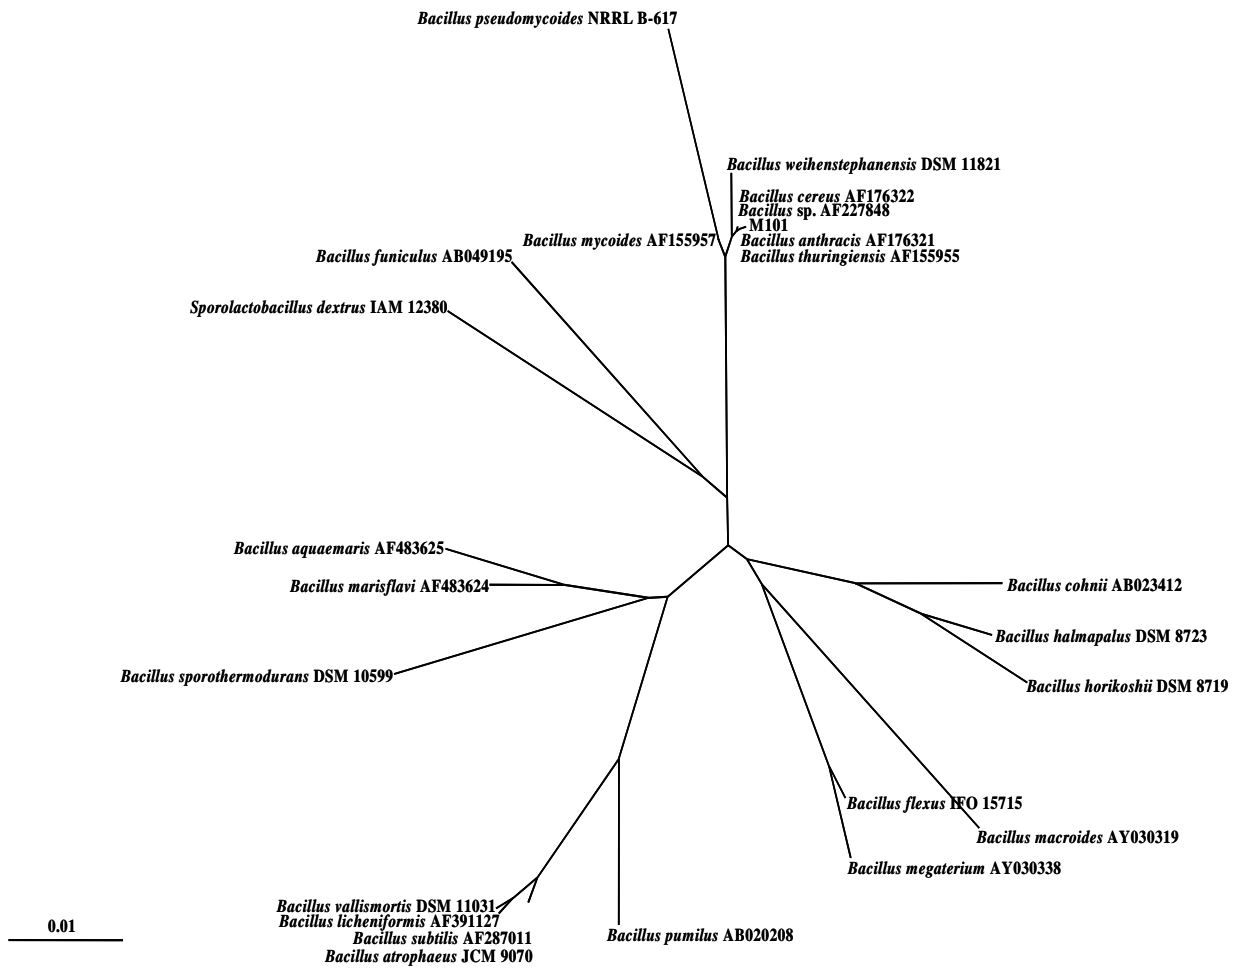 Bacillus pseudomycoides NRRL B-617
Bacillus weihenstephanensis DSM 11821
Bacillus cereus AF176322
Bacillus sp. AF227848
M101
Bacillus mycoides AF155957
Bacillus anthracis AF176321
Bacillus funiculus AB049195
Bacillus thuringiensis AF155955
Sporolactobacillus dextrus IAM 12380
Bacillus aquaemaris AF483625
Bacillus marisflavi AF483624
Bacillus cohnii AB023412
Bacillus halmapalus DSM 8723
Bacillus sporothermodurans DSM 10599
Bacillus horikoshii DSM 8719
Bacillus flexus IFO 15715
Bacillus macroides AY030319
Bacillus megaterium AY030338
Bacillus vallismortis DSM 11031
Bacillus licheniformis AF391127
0.01
Bacillus subtilis AF287011
Bacillus pumilus AB020208
Bacillus atrophaeus JCM 9070